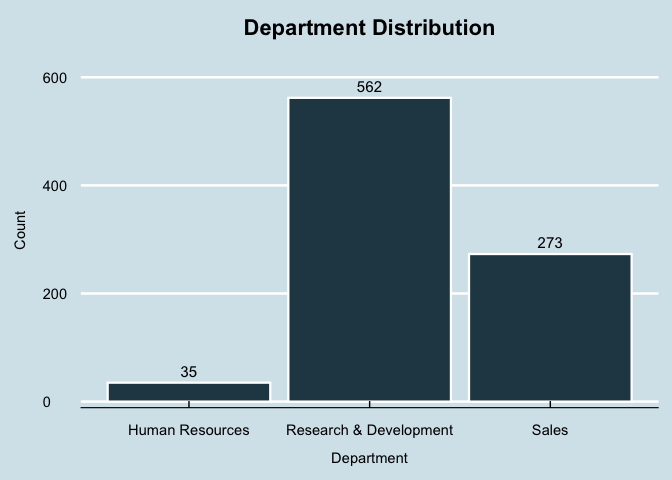 Department Distribution
600
562
400
Count
273
200
35
0
Human Resources
Research & Development
Sales
Department